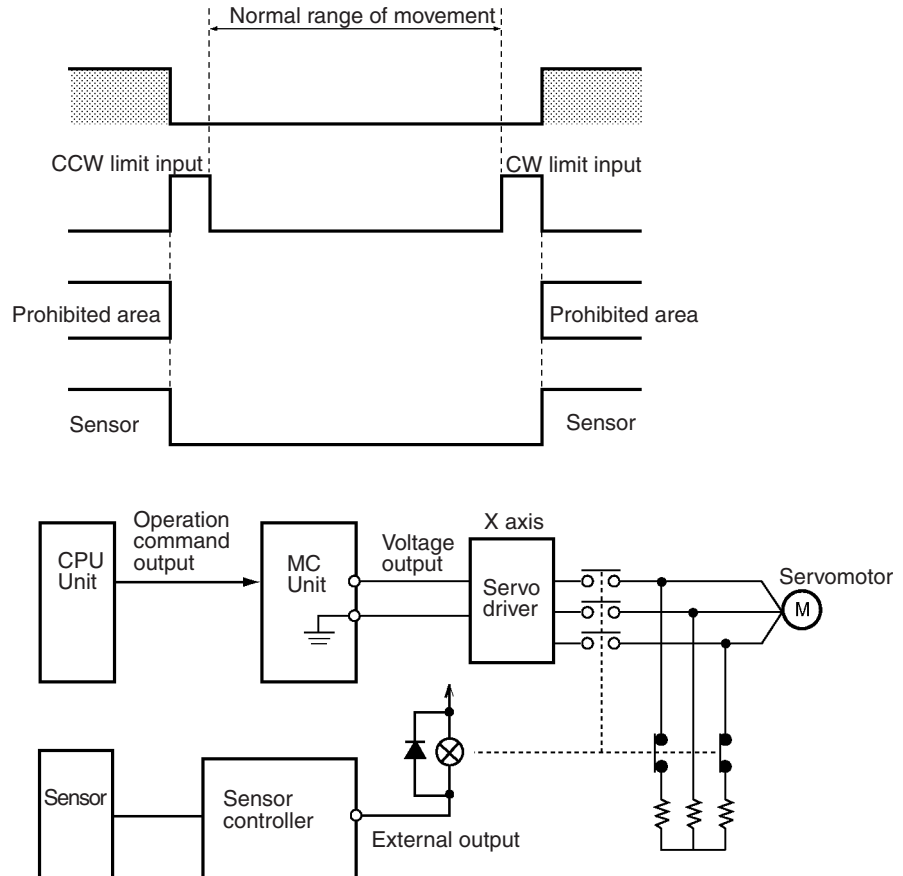 Normal range of movement
CCW limit input
CW limit input
Prohibited area
Prohibited area
Sensor
Sensor
CPU
Unit
Operation
command
output
MC
Unit
Voltage
output
X axis
Servo
driver
Servomotor
M
Sensor
Sensor
controller
External output